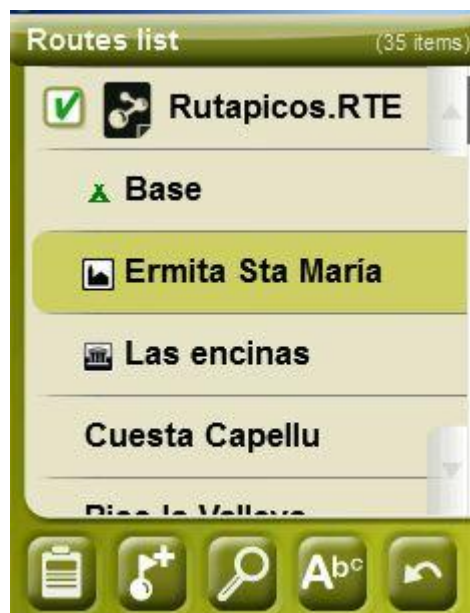 Routes list (35 items)
Rutapicos.RTE
Base
Ermita Sta María
Las encinas
Cuesta Capellu
Abc